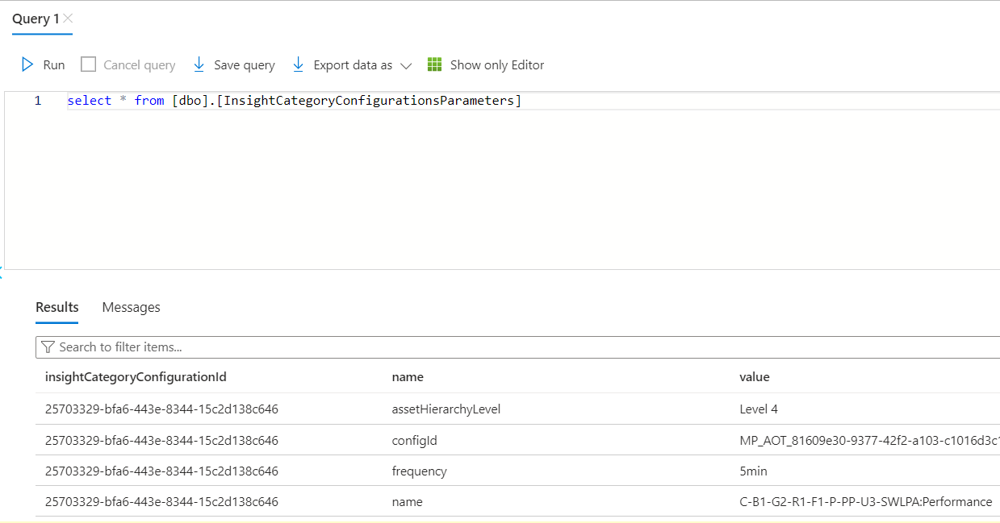 Query 1
Run Cancel query Save query Export data as Show only Editor
1 select * from [dbo].[InsightCategoryConfigurationsParameters]
Results Messages
Search to filter items...
insightCategoryConfigurationId name value
25703329-bfa6-443e-8344-15c2d138c646 assetHierarchyLevel Level 4
25703329-bfa6-443e-8344-15c2d138c646 configId MP_AOT_81609e30-9377-42f2-a103-c1016d3c1
25703329-bfa6-443e-8344-15c2d138c646 frequency 5min
25703329-bfa6-443e-8344-15c2d138c646 name C-B1-G2-R1-F1-P-PP-U3-SWLPA:Performance